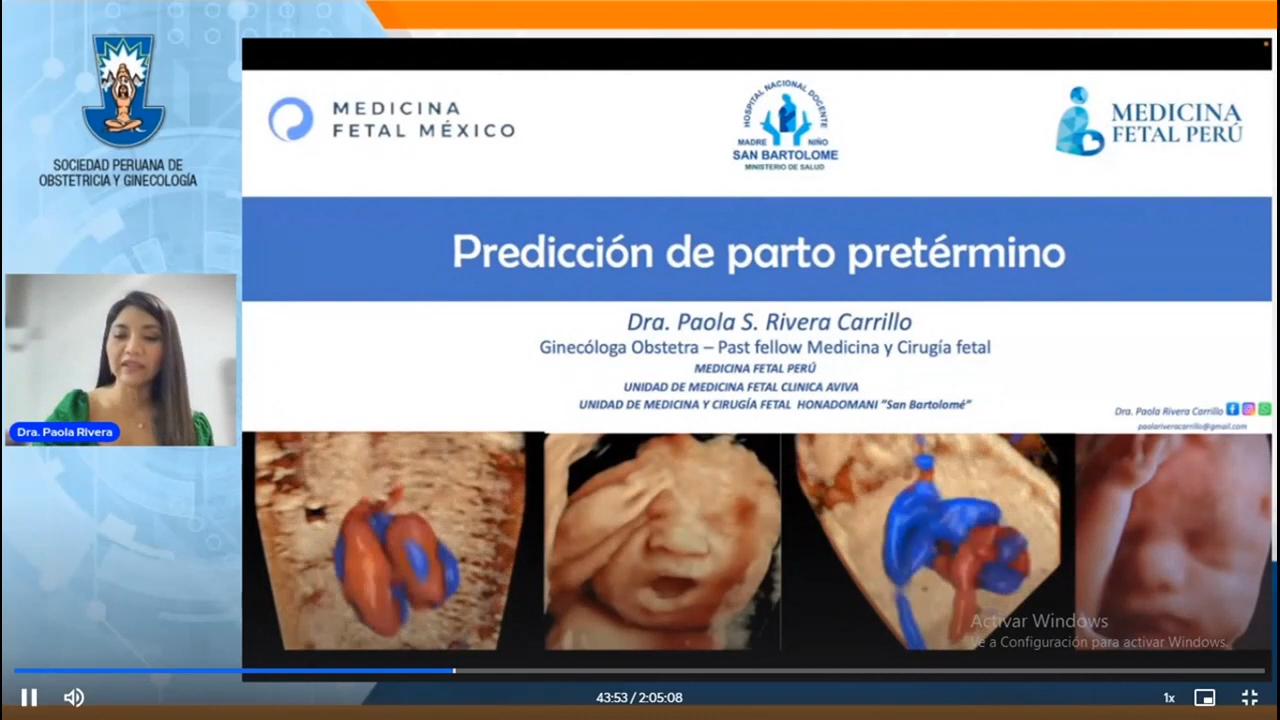 SOCIEDAD PERUANA DE
OBSTETRICIA Y GINECOLOGÍA
MEDICINA
FETAL MÉXICO
HOSPITAL NACIONAL DOCENTE
MADRE NIÑO
SAN BARTOLOME
MINISTERIO DE SALUD
MEDICINA
FETAL PERÚ
Predicción de parto pretérmino
Dra. Paola S. Rivera Carrillo
Ginecóloga Obstetra – Past fellow Medicina y Cirugía fetal
MEDICINA FETAL PERÚ
UNIDAD DE MEDICINA FETAL CLINICA AVIVA
UNIDAD DE MEDICINA Y CIRUGÍA FETAL HONADOMANI "San Bartolomé"
Dra. Paola Rivera Carrillo
paolariveracarrillo@gmail.com
Dra. Paola Rivera
Activar Windows
Ve a Configuración para activar Windows.
43:53 / 2:05:08
1x